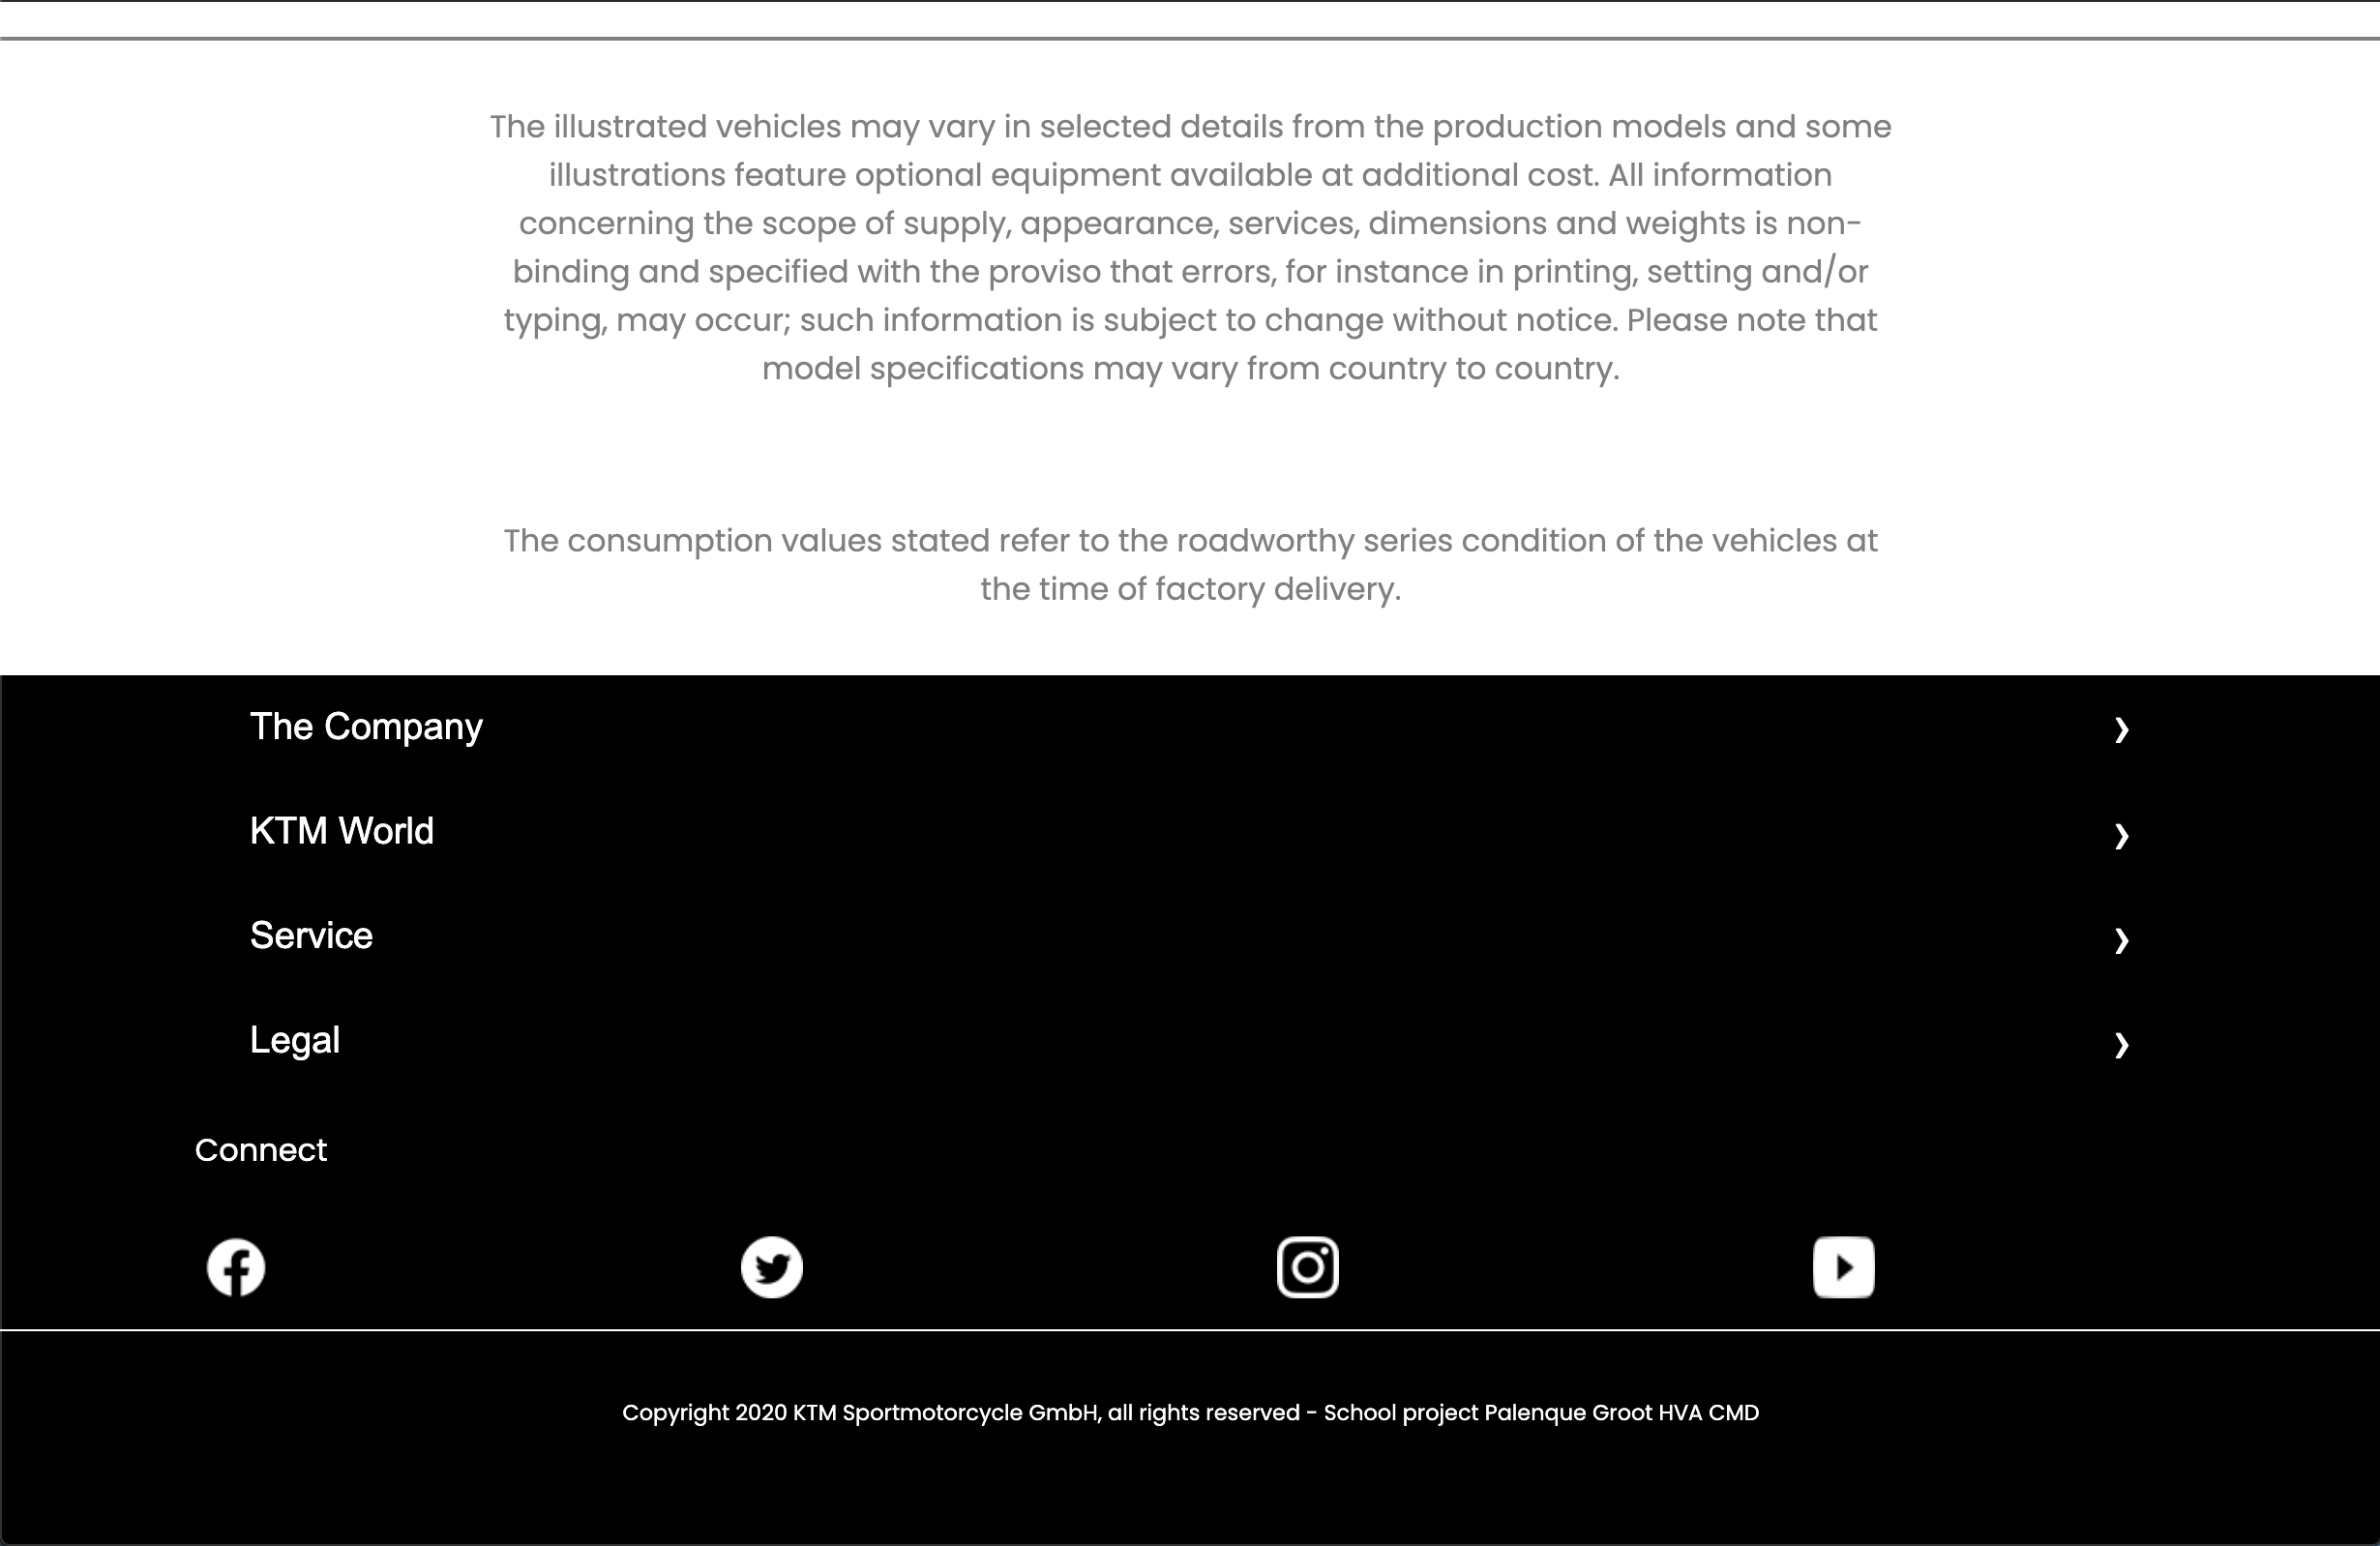 The illustrated vehicles may vary in selected details from the production models and some
illustrations feature optional equipment available at additional cost. All information
concerning the scope of supply, appearance, services, dimensions and weights is non-
binding and specified with the proviso that errors, for instance in printing, setting and/or
typing, may occur; such information is subject to change without notice. Please note that
model specifications may vary from country to country.
The consumption values stated refer to the roadworthy series condition of the vehicles at
the time of factory delivery.
The Company ❯
KTM World ❯
Service ❯
Legal ❯
Connect
Copyright 2020 KTM Sportmotorcycle GmbH, all rights reserved - School project Palenque Groot HVA CMD